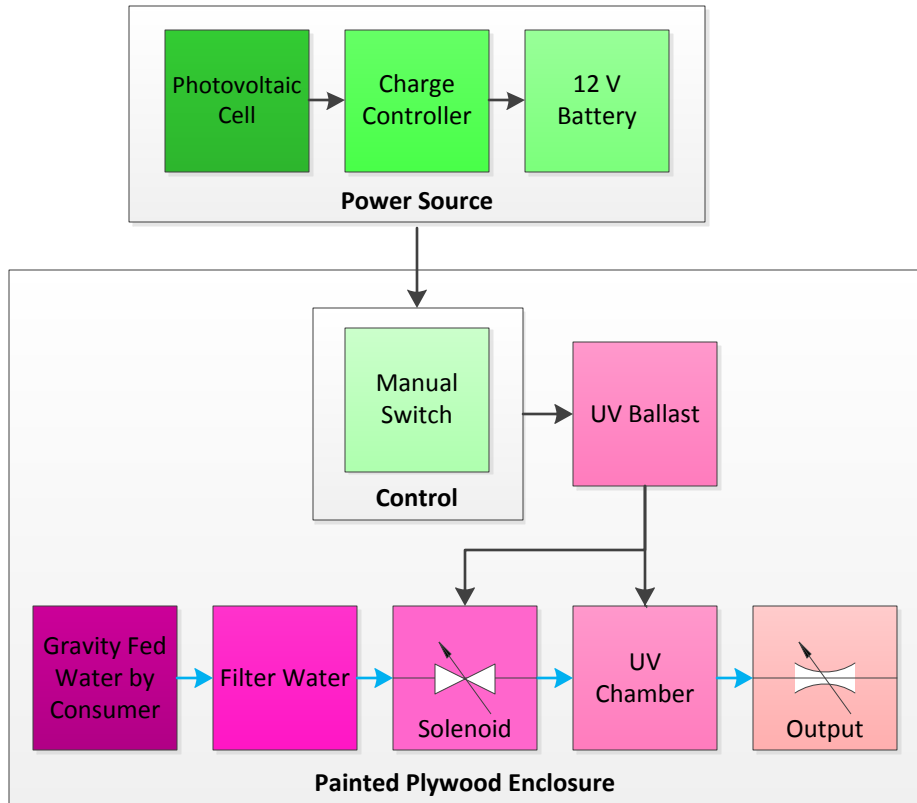 Photovoltaic
Cell
Charge
Controller
12 V
Battery
Power Source
Manual
Switch
Control
UV Ballast
Gravity Fed
Water by
Consumer
Filter Water
Solenoid
UV
Chamber
Output
Painted Plywood Enclosure